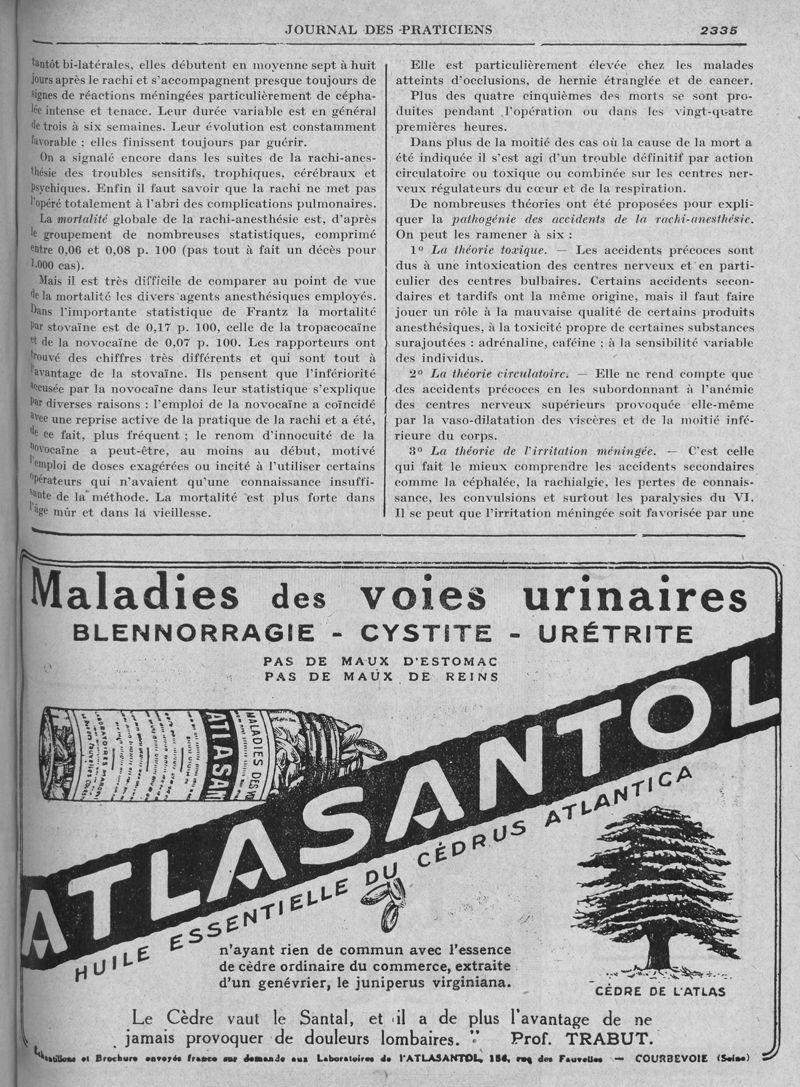 JOURNAL DES PRATICIENS 2335
tantôt bi-latérales, elles débutent en moyenne sept à huit
jours après le rachi et s'accompagnent presque toujours de
signes de réactions méningées particulièrement de cépha-
lée intense et tenace. Leur durée variable est en général
de trois à six semaines. Leur évolution est constamment
favorable : elles finissent toujours par guérir.
On a signalé encore dans les suites de la rachi-anes-
thésie des troubles sensitifs, trophiques, cérébraux et
psychiques. Enfin il faut savoir que la rachi ne met pas
l'opéré totalement à l'abri des complications pulmonaires.
La mortalité globale de la rachi-anesthésie est, d'après
le groupement de nombreuses statistiques, comprimé
entre 0,06 et 0,08 p. 100 (pas tout à fait un décès pour
1.000 cas).
Mais il est très difficile de comparer au point de vue
de la mortalité les divers agents anesthésiques employés.
Dans l'importante statistique de Frantz la mortalité
par stovaïne est de 0,17 p. 100, celle de la tropacocaïne
et de la novocaïne de 0,07 p. 100. Les rapporteurs ont
trouvé des chiffres très différents et qui sont tout à
l'avantage de la stovaïne. Ils pensent que l'infériorité
accusée par la novocaïne dans leur statistique s'explique
par diverses raisons : l'emploi de la novocaïne a coïncidé
avec une reprise active de la pratique de la rachi et a été,
de ce fait, plus fréquent ; le renom d'innocuité de la
novocaïne a peut-être, au moins au début, motivé
l'emploi de doses exagérées ou incité à l'utiliser certains
opérateurs qui n'avaient qu'une connaissance insuffi-
sante de la méthode. La mortalité est plus forte dans
l'âge mûr et dans la vieillesse.
Elle est particulièrement élevée chez les malades
atteints d'occlusions, de hernie étranglée et de cancer.
Plus des quatre cinquièmes des morts se sont pro-
duites pendant l'opération ou dans les vingt-quatre
premières heures.
Dans plus de la moitié des cas où la cause de la mort a
été indiquée il s'est agi d'un trouble définitif par action
circulatoire ou toxique ou combinée sur les centres ner-
veux régulateurs du cœur et de la respiration.
De nombreuses théories ont été proposées pour expli-
quer la pathogénie des accidents de la rachi-anesthésie.
On peut les ramener à six :
1° La théorie toxique. — Les accidents précoces sont
dus à une intoxication des centres nerveux et en parti-
culier des centres bulbaires. Certains accidents secon-
daires et tardifs ont la même origine, mais il faut faire
jouer un rôle à la mauvaise qualité de certains produits
anesthésiques, à la toxicité propre de certaines substances
surajoutées : adrénaline, caféine ; à la sensibilité variable
des individus.
2° La théorie circulatoire. — Elle ne rend compte que
des accidents précoces en les subordonnant à l'anémie
des centres nerveux supérieurs provoquée elle-même
par la vaso-dilatation des viscères et de la moitié infé-
rieure du corps.
3° La théorie de l'irritation méningée. — C'est celle
qui fait le mieux comprendre les accidents secondaires
comme la céphalée, la rachialgie, les pertes de connais-
sance, les convulsions et surtout les paralysies du VI.
Il se peut que l'irritation méningée soit favorisée par une
Maladies des voies urinaires
BLENNORRAGIE - CYSTITE - URÉTRITE
PAS DE MAUX D'ESTOMAC
PAS DE MAUX DE REINS
MALADIES DES VO
ATLASAN
ATLASANTOL
HUILE ESSENTIELLE DU CÉDRUS ATLANTICA
n'ayant rien de commun avec l'essence
de cèdre ordinaire du commerce, extraite
d'un genévrier, le juniperus virginiana.
CÈDRE DE L'ATLAS
Le Cèdre vaut le Santal, et il a de plus l'avantage de ne
jamais provoquer de douleurs lombaires. Prof. TRABUT.
Echantillons et Brochure envoyés franco sur demande aux Laboratoires de l'ATLASANTOL, 156, rue des Fauvelles — COURBEVOIE (Seine)